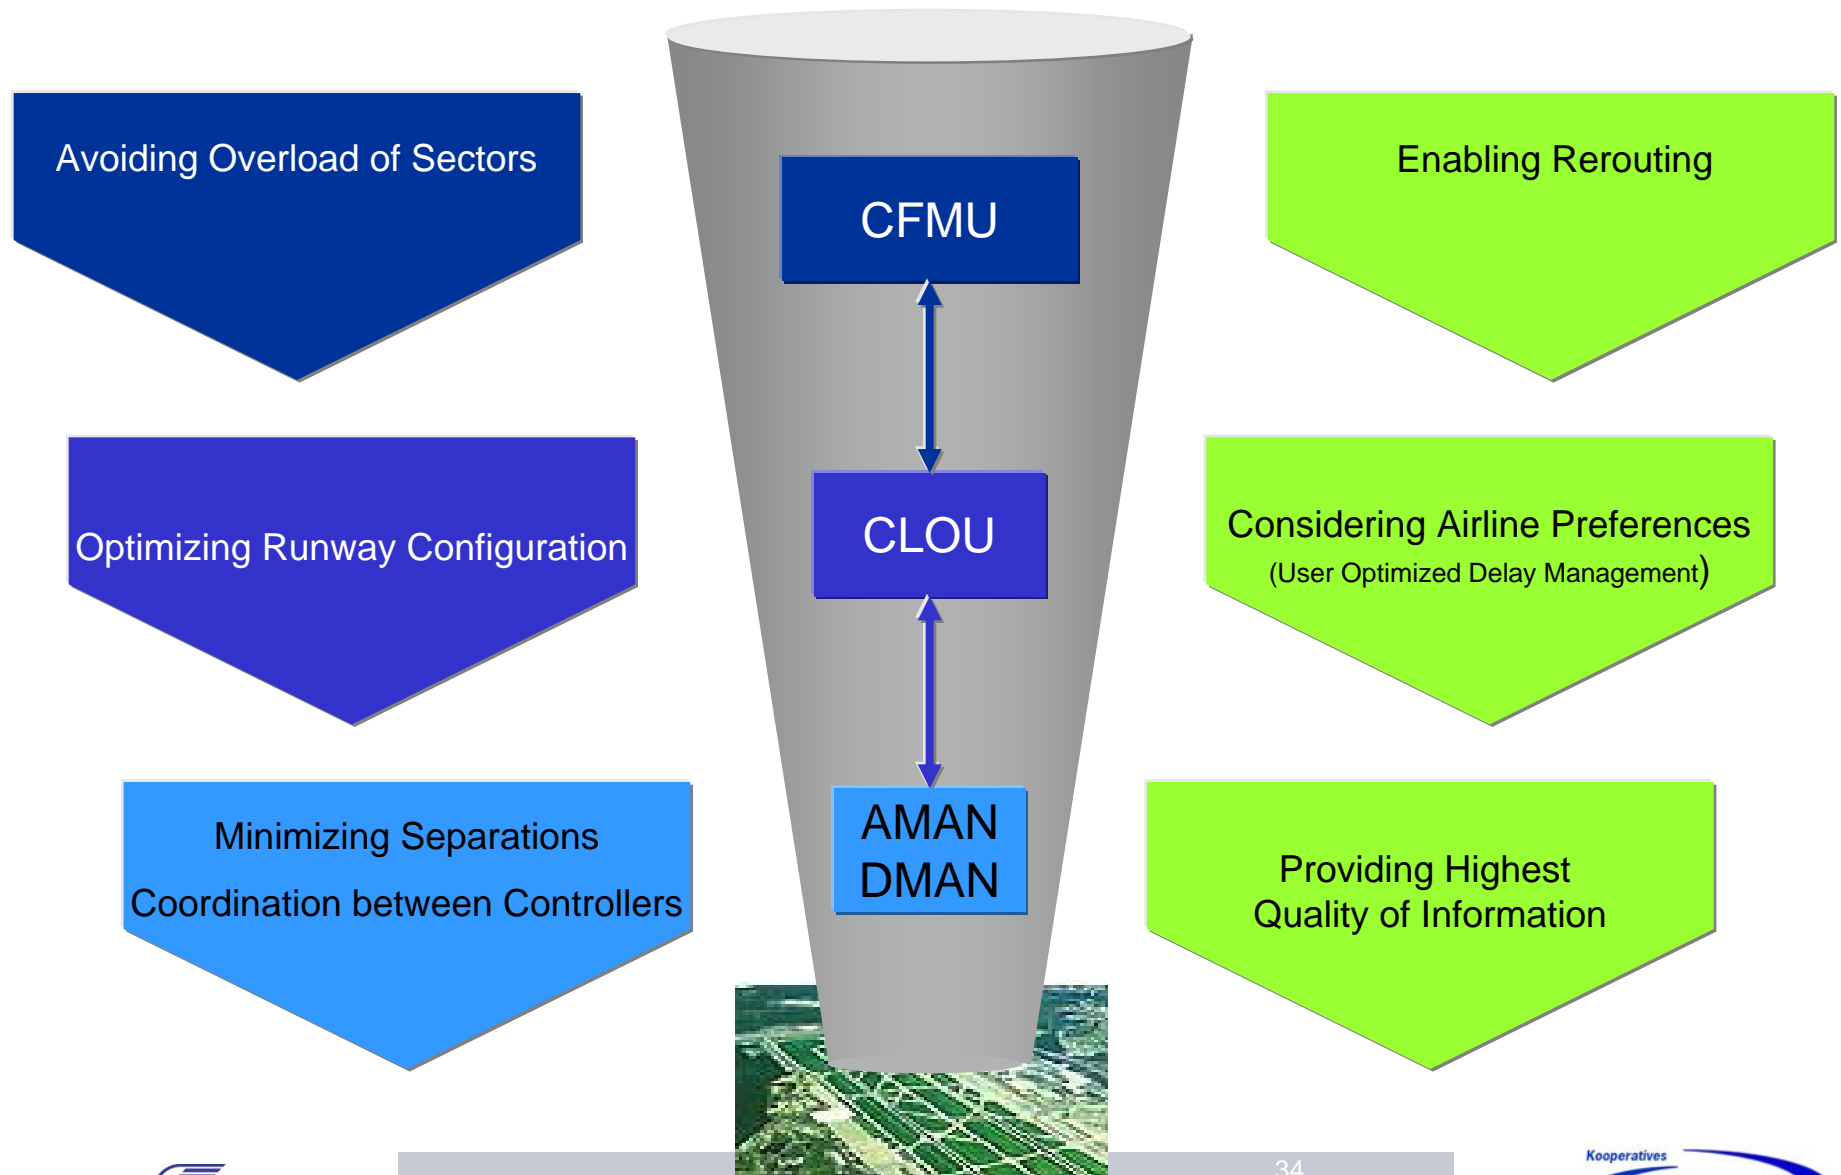 Avoiding Overload of Sectors
CFMU
Enabling Rerouting
Optimizing Runway Configuration
CLOU
Considering Airline Preferences
(User Optimized Delay Management)
Minimizing Separations
Coordination between Controllers
AMAN
DMAN
Providing Highest
Quality of Information
34
Kooperatives